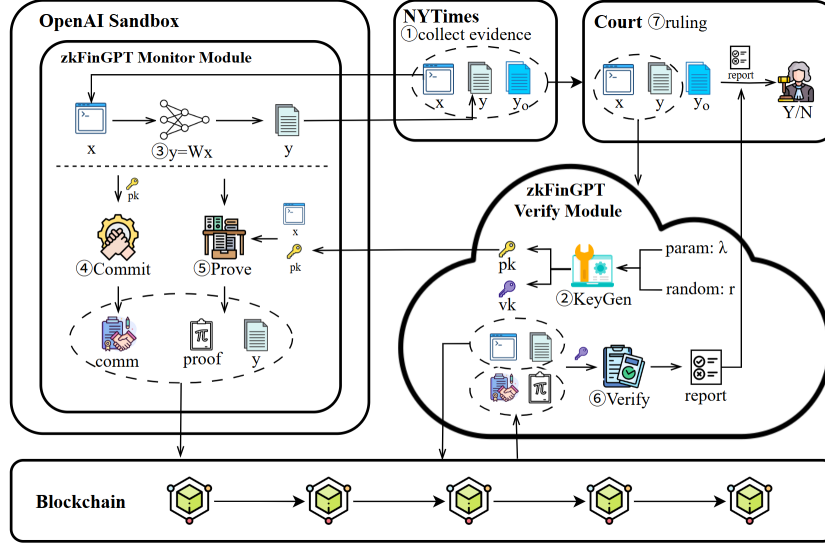 OpenAI Sandbox
zkFinGPT Monitor Module
x
③y=Wx
y
pk
④Commit
⑤Prove
x
pk
comm
proof
π
y
NYTimes
①collect evidence
x
y
yₒ
Court ⑦ruling
x
y
yₒ
report
Y/N
zkFinGPT
Verify Module
pk
vk
②KeyGen
param: λ
random: r
π
⑥Verify
report
Blockchain